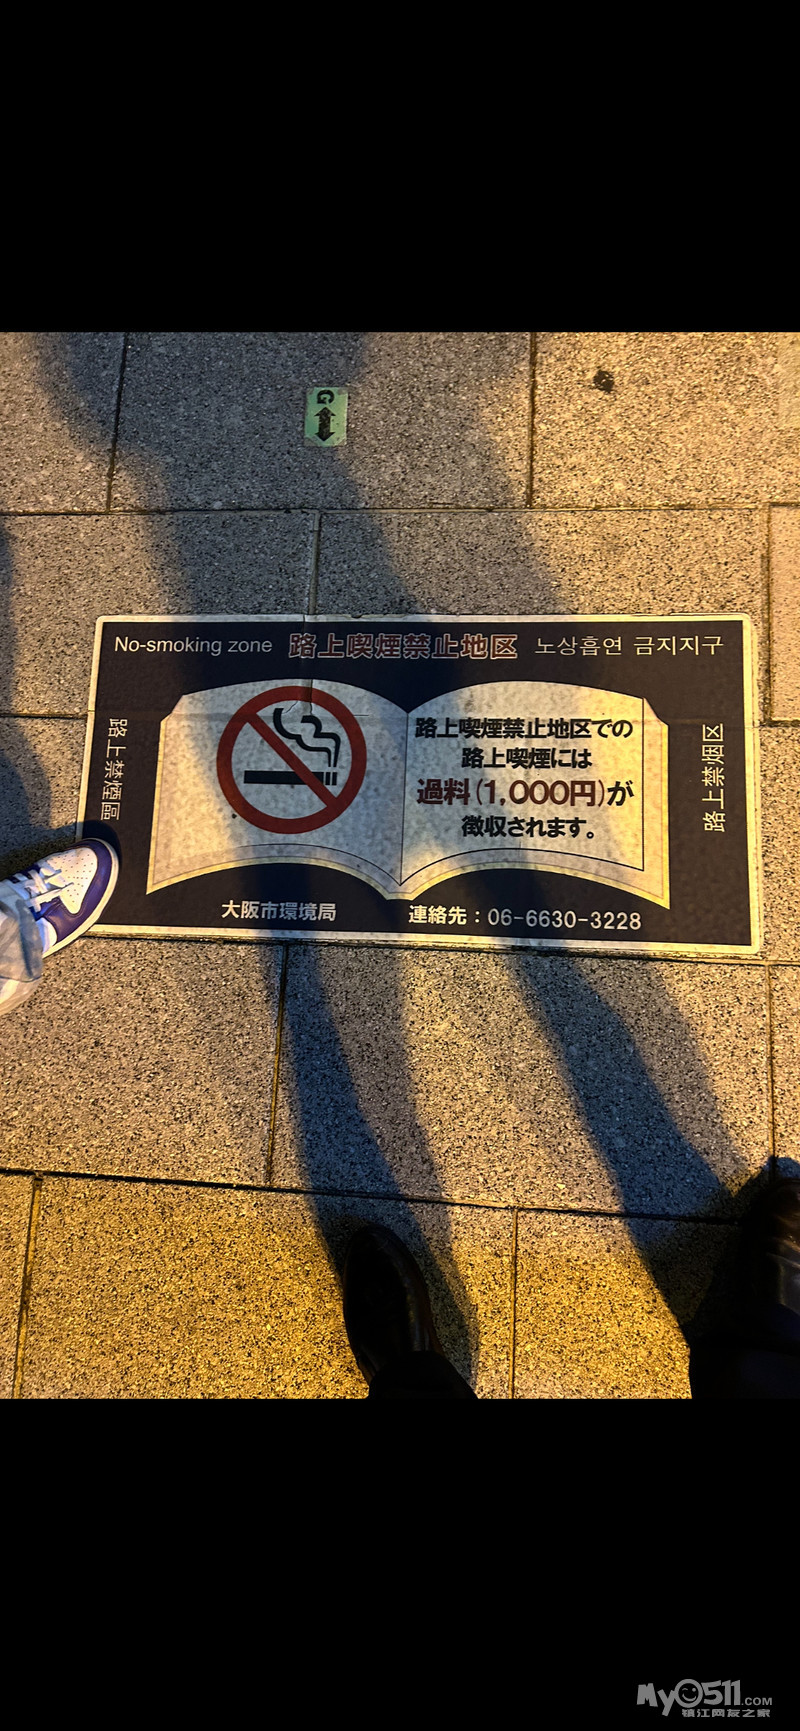 G
No-smoking zone 路上喫煙禁止地区 노상흡연 금지지구
路上禁煙區
路上喫煙禁止地区での
路上喫煙には
過料(1,000円)が
徴収されます。
路上禁烟区
大阪市環境局 連絡先：06-6630-3228
MyO511.COM
镇江网友之家